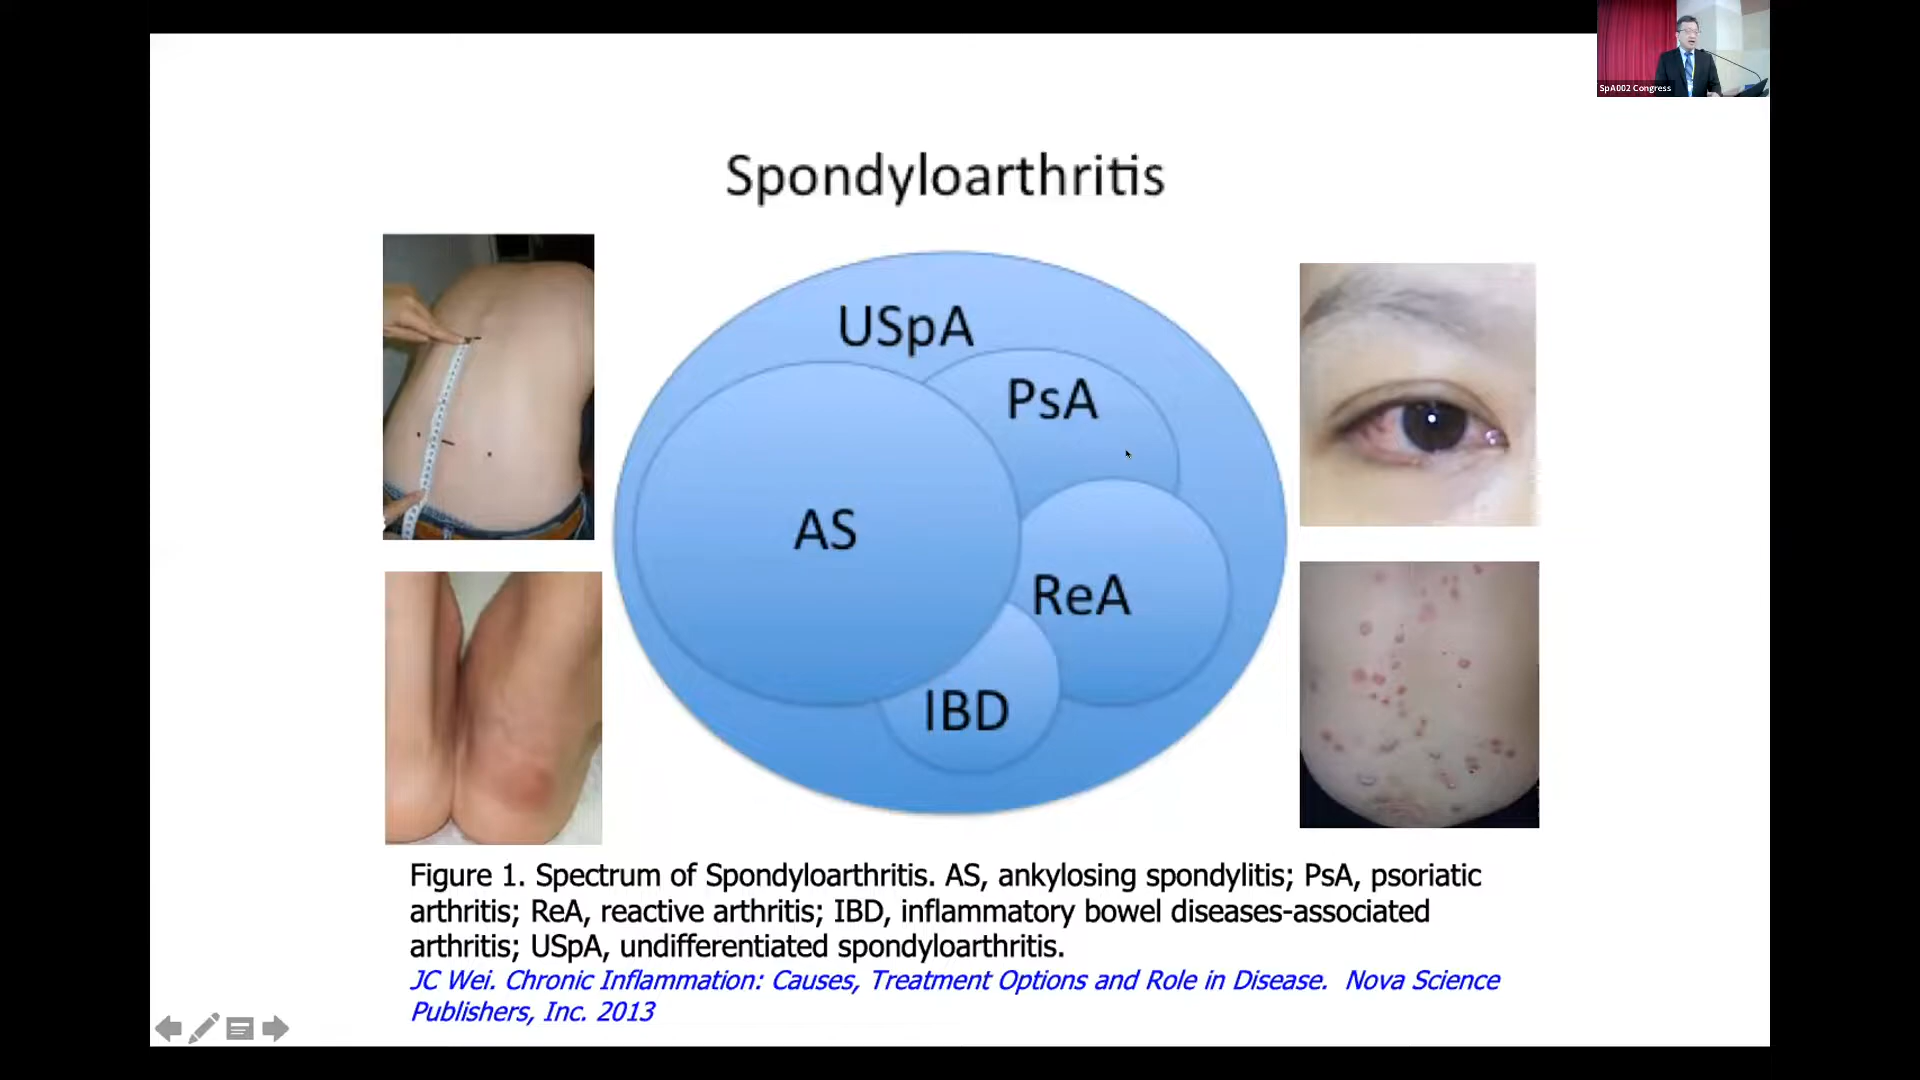 SpA002 Congress
Spondyloarthritis
USpA
PsA
AS
ReA
IBD
Figure 1. Spectrum of Spondyloarthritis. AS, ankylosing spondylitis; PsA, psoriatic
arthritis; ReA, reactive arthritis; IBD, inflammatory bowel diseases-associated
arthritis; USpA, undifferentiated spondyloarthritis.
JC Wei. Chronic Inflammation: Causes, Treatment Options and Role in Disease. Nova Science
Publishers, Inc. 2013